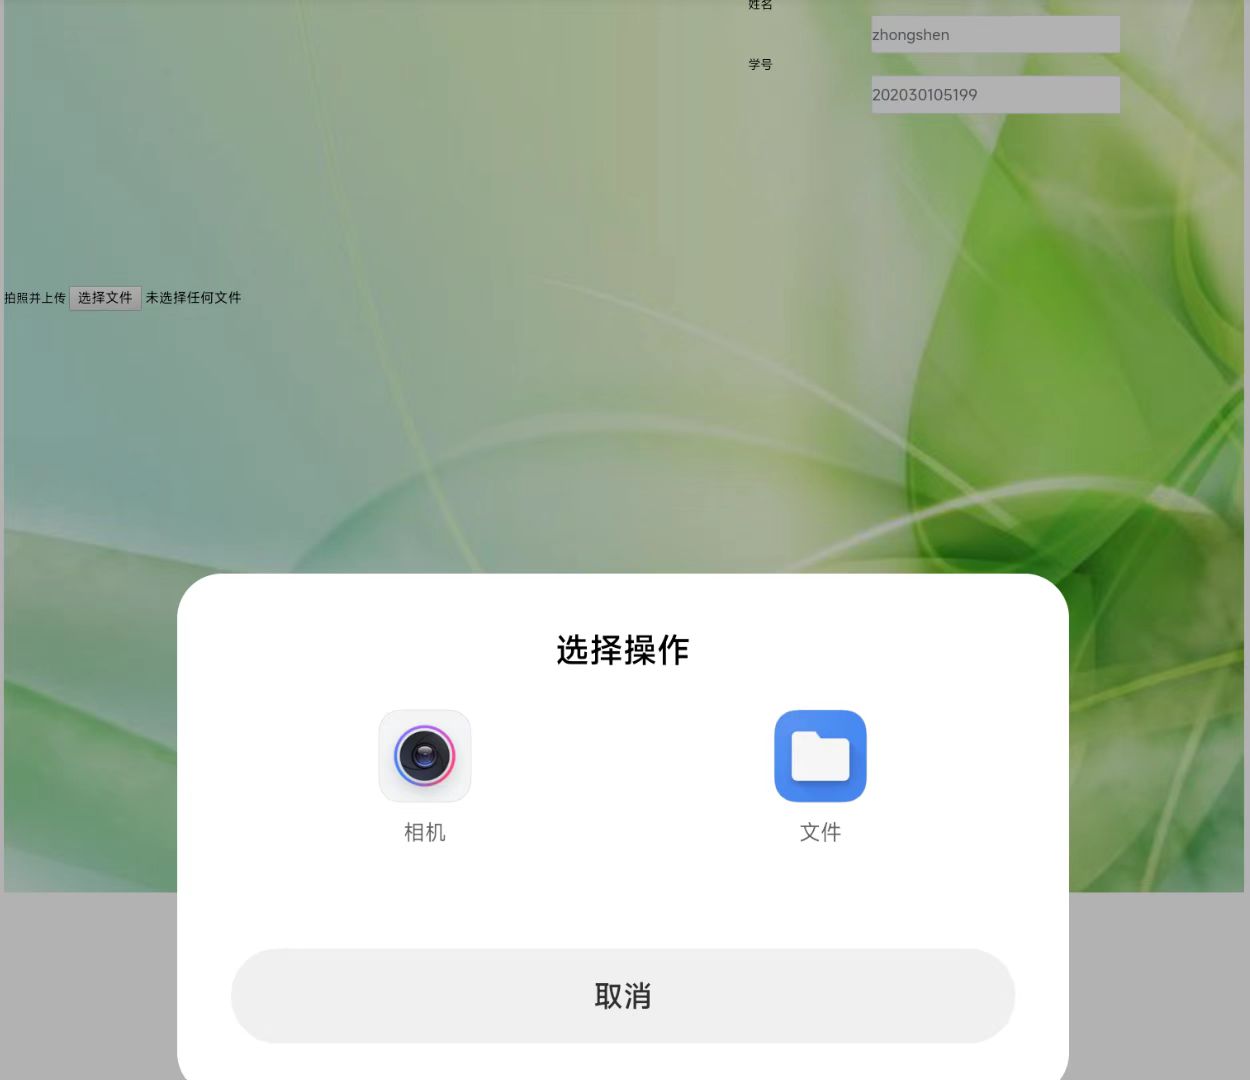 姓名
zhongshen
学号
202030105199
拍照并上传 选择文件 未选择任何文件
选择操作
相机 文件
取消